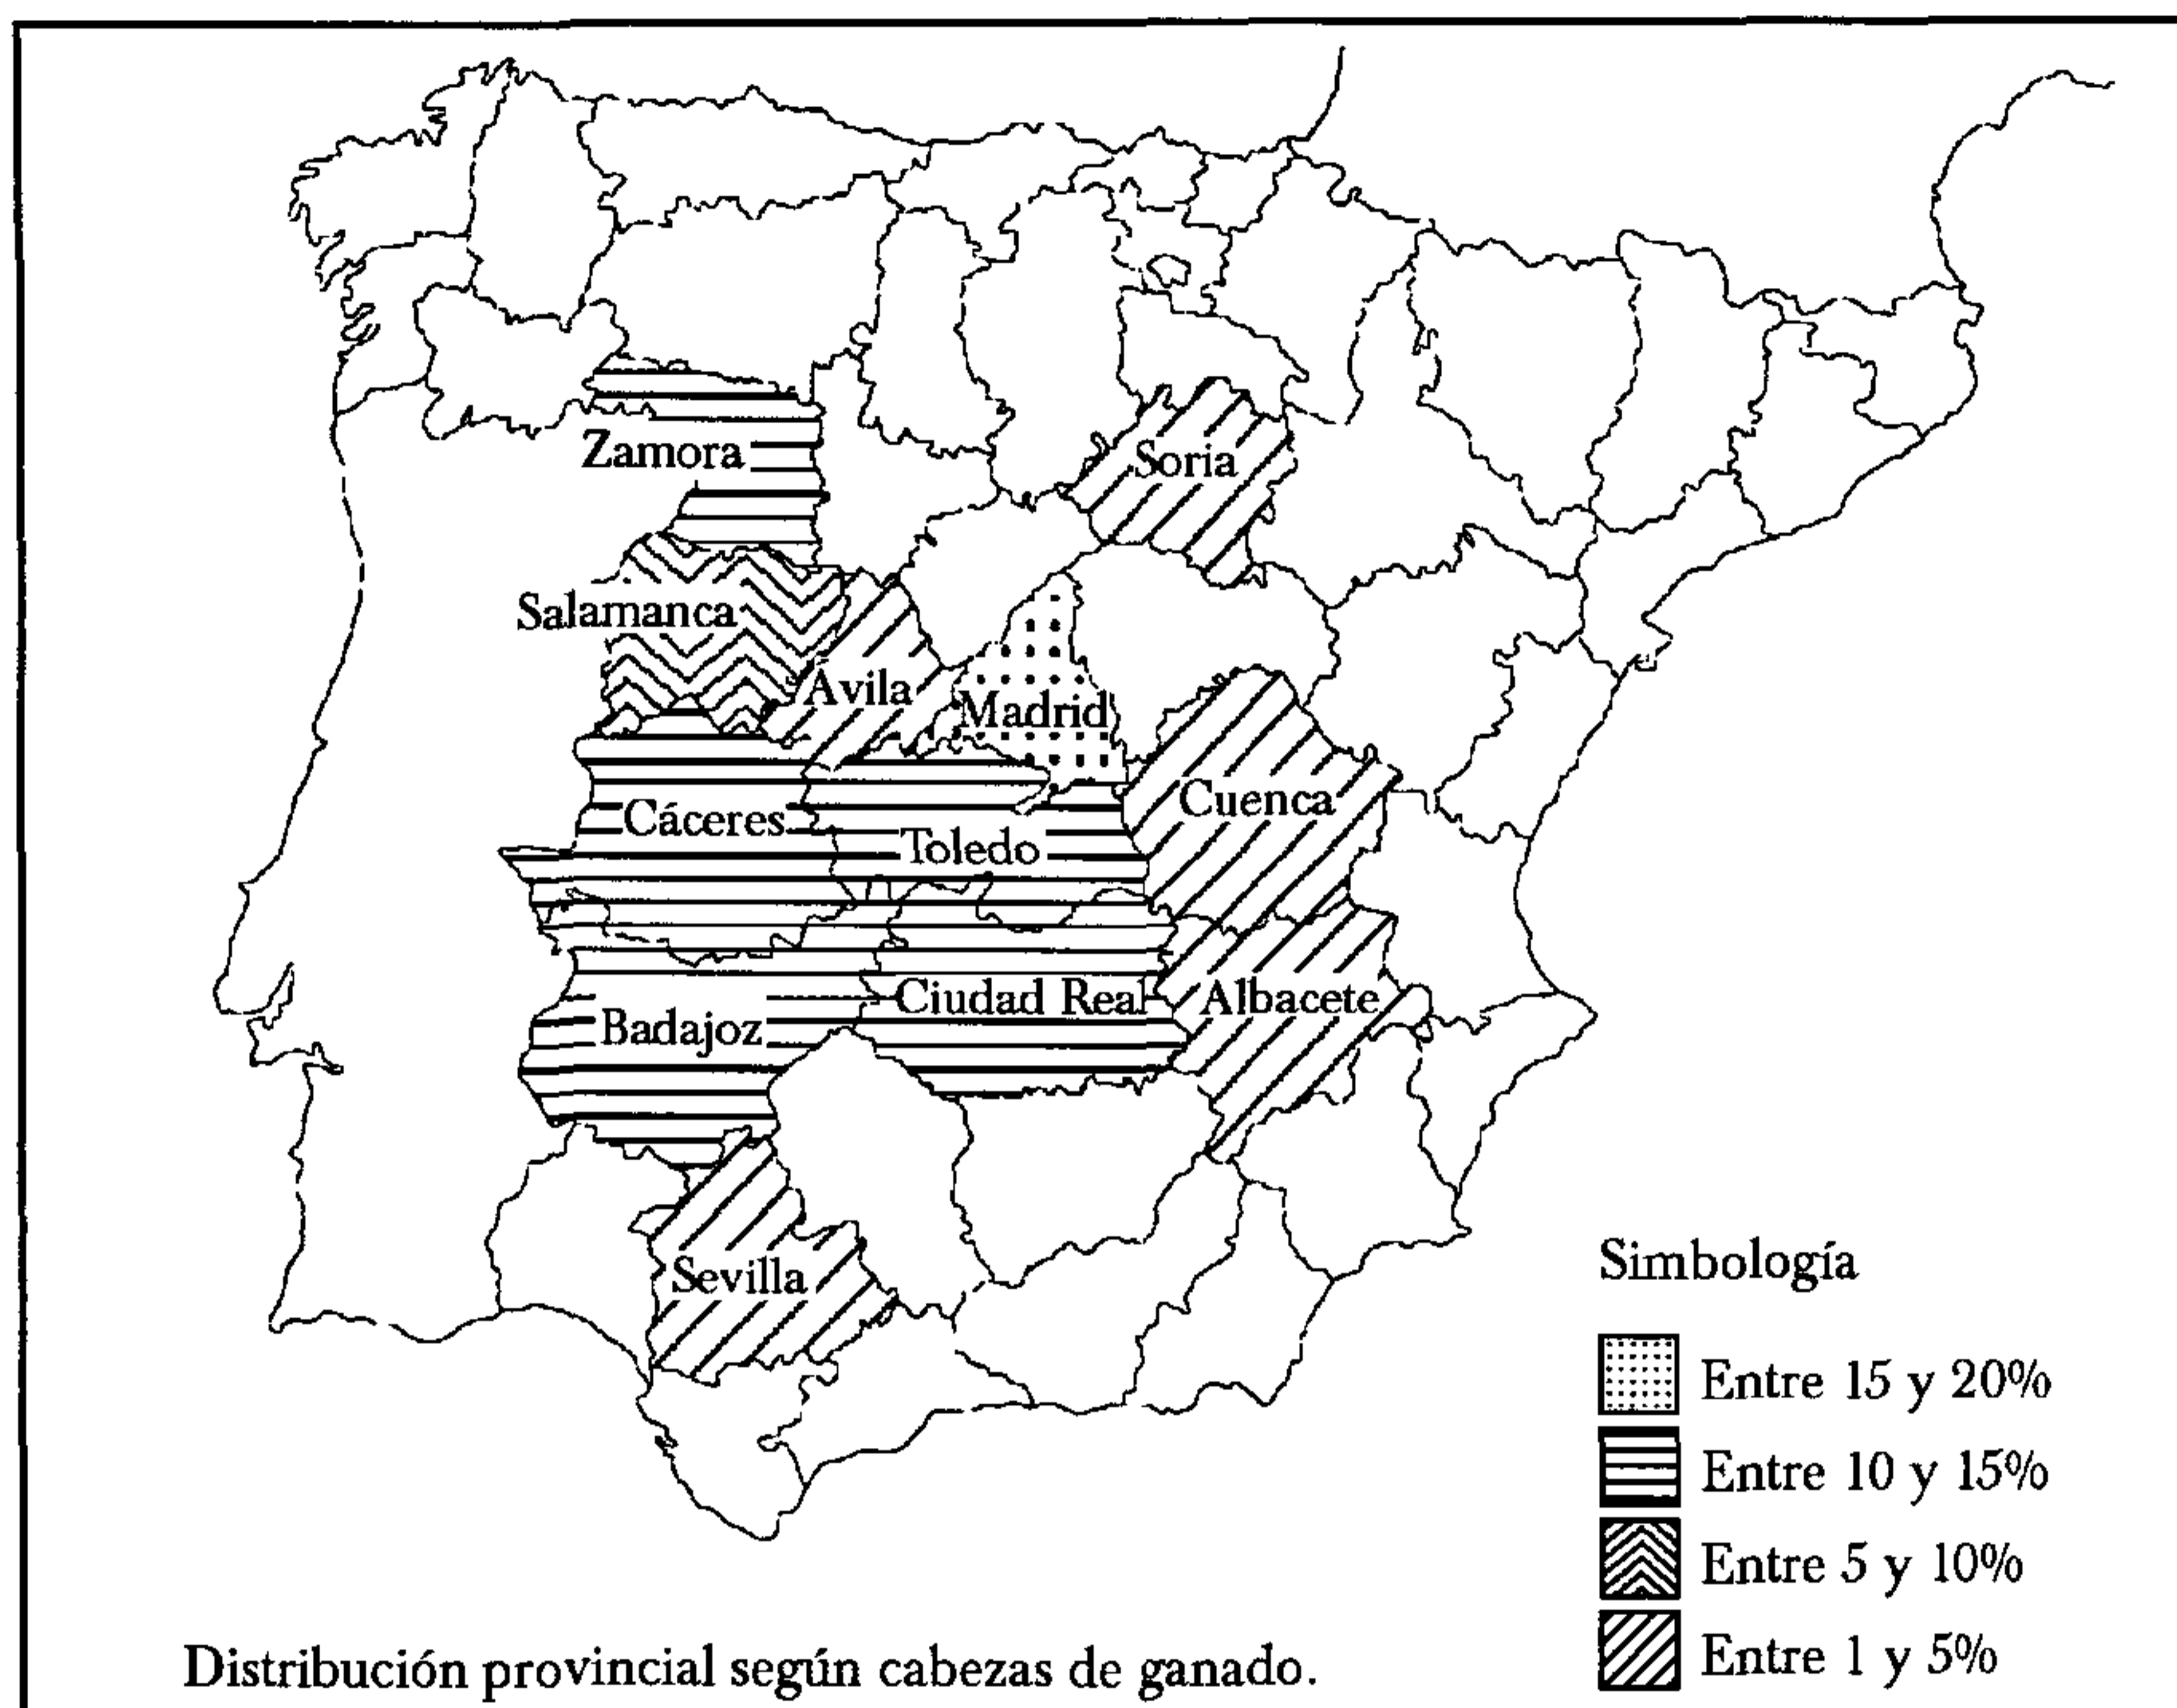 Zamora
Soria
Salamanca
Ávila
Madrid
Cuenca
Cáceres
Toledo
Ciudad Real
Albacete
Badajoz
Sevilla
Simbología
Entre 15 y 20%
Entre 10 y 15%
Entre 5 y 10%
Entre 1 y 5%
Distribución provincial según cabezas de ganado.